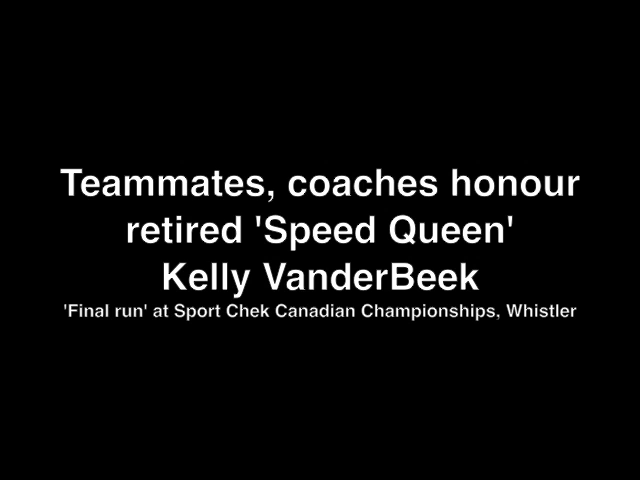 Teammates, coaches honour
retired 'Speed Queen'
Kelly VanderBeek
'Final run' at Sport Chek Canadian Championships, Whistler